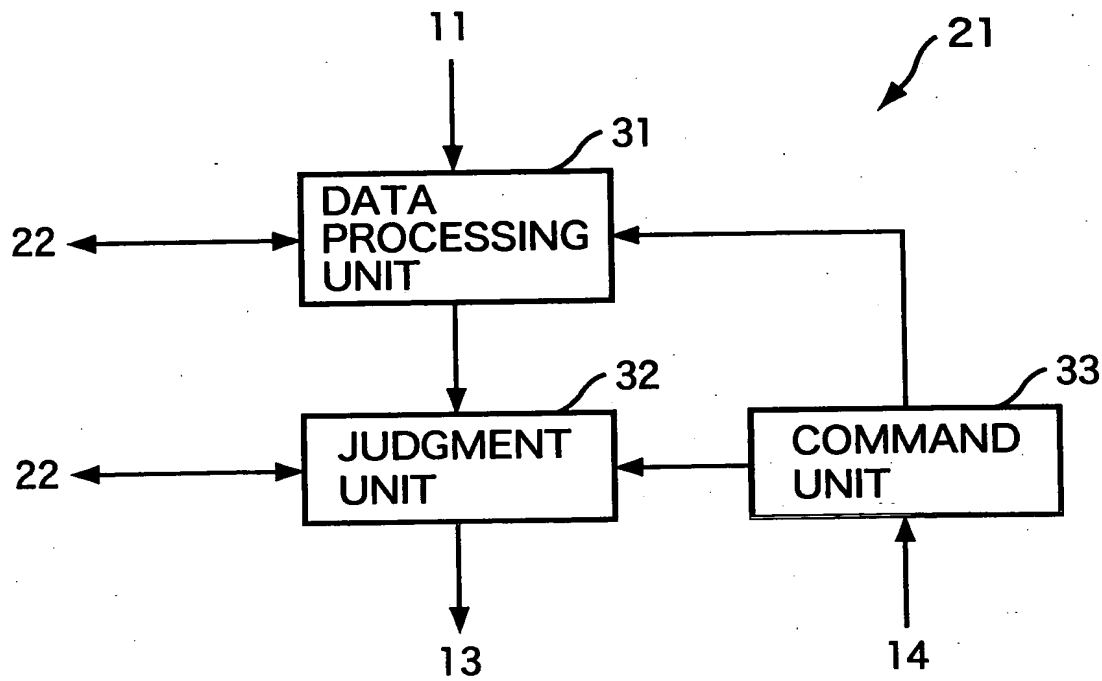 11
21
31
DATA
PROCESSING
UNIT
22
32
33
JUDGMENT
UNIT
COMMAND
UNIT
22
13
14